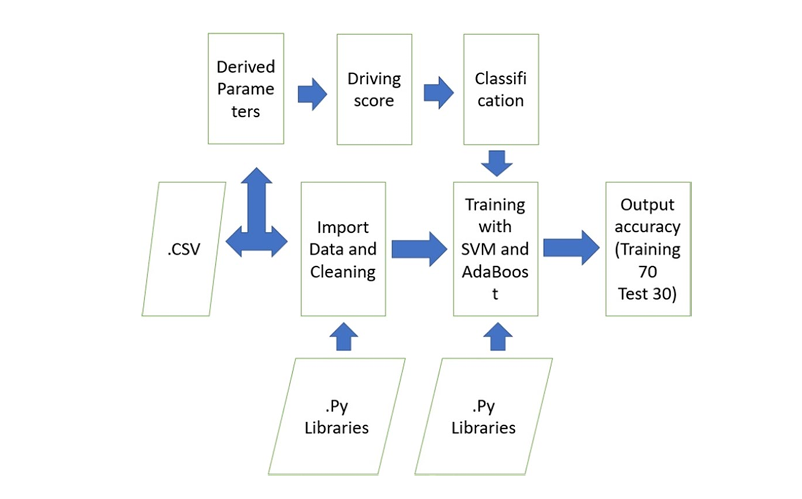 Derived
Parame
ters
Driving
score
Classifi
cation
.CSV
Import
Data and
Cleaning
Training
with
SVM and
AdaBoos
t
Output
accuracy
(Training
70
Test 30)
.Py
Libraries
.Py
Libraries